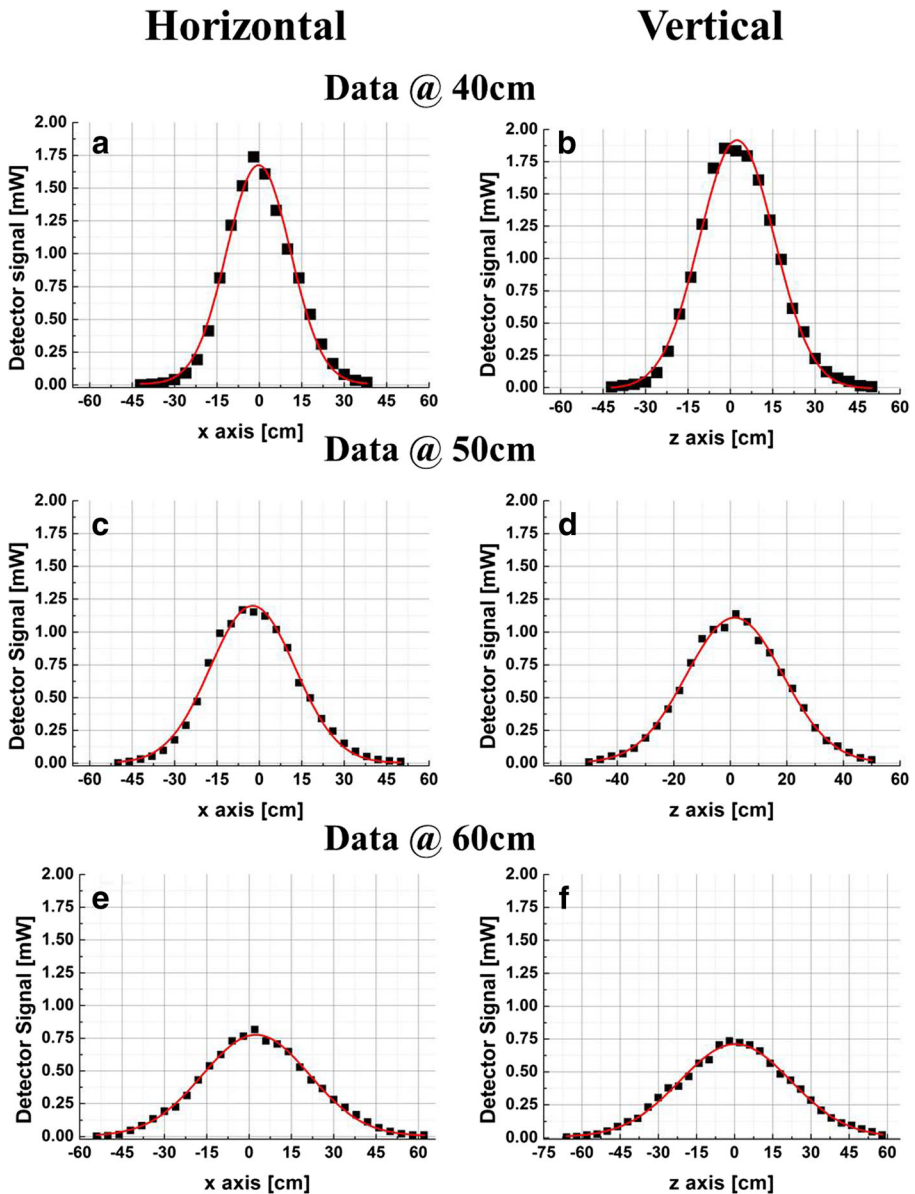 Horizontal Vertical
Data @ 40cm
a
2.00
1.75
1.50
1.25
1.00
0.75
0.50
0.25
0.00
Detector signal [mW]
-60 -45 -30 -15 0 15 30 45 60
x axis [cm]
b
2.00
1.75
1.50
1.25
1.00
0.75
0.50
0.25
0.00
Detector signal [mW]
-60 -45 -30 -15 0 15 30 45 60
z axis [cm]
Data @ 50cm
c
2.00
1.75
1.50
1.25
1.00
0.75
0.50
0.25
0.00
Detector Signal [mW]
-60 -45 -30 -15 0 15 30 45 60
x axis [cm]
d
2.00
1.75
1.50
1.25
1.00
0.75
0.50
0.25
0.00
Detector Signal [mW]
-60 -40 -20 0 20 40 60
z axis [cm]
Data @ 60cm
e
2.00
1.75
1.50
1.25
1.00
0.75
0.50
0.25
0.00
Detector Signal [mW]
-60 -45 -30 -15 0 15 30 45 60
x axis [cm]
f
2.00
1.75
1.50
1.25
1.00
0.75
0.50
0.25
0.00
Detector Signal [mW]
-75 -60 -45 -30 -15 0 15 30 45 60
z axis [cm]